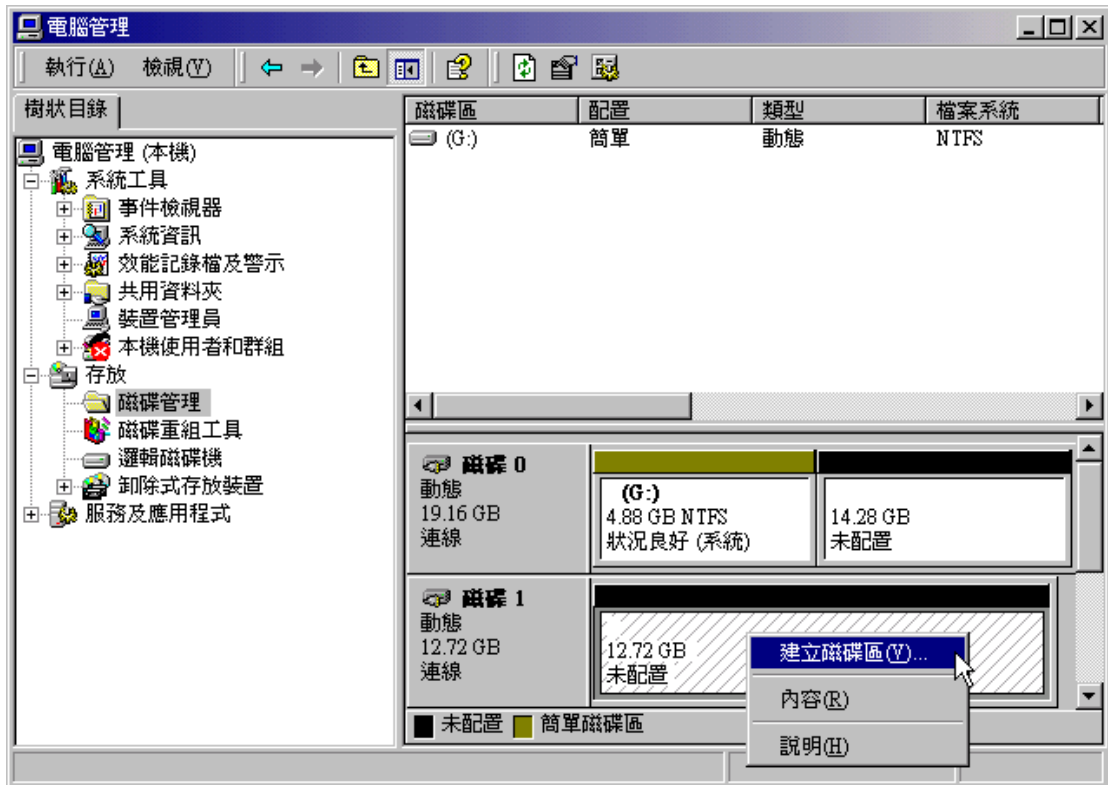 電腦管理
執行(A) 檢視(V)
樹狀目錄
電腦管理 (本機)
系統工具
事件檢視器
系統資訊
效能記錄檔及警示
共用資料夾
裝置管理員
本機使用者和群組
存放
磁碟管理
磁碟重組工具
邏輯磁碟機
卸除式存放裝置
服務及應用程式
磁碟區 配置 類型 檔案系統
(G:) 簡單 動態 NTFS
磁碟 0
動態
19.16 GB
連線
(G:)
4.88 GB NTFS
狀況良好 (系統)
14.28 GB
未配置
磁碟 1
動態
12.72 GB
連線
12.72 GB
未配置
建立磁碟區(V)...
內容(R)
說明(H)
未配置 簡單磁碟區